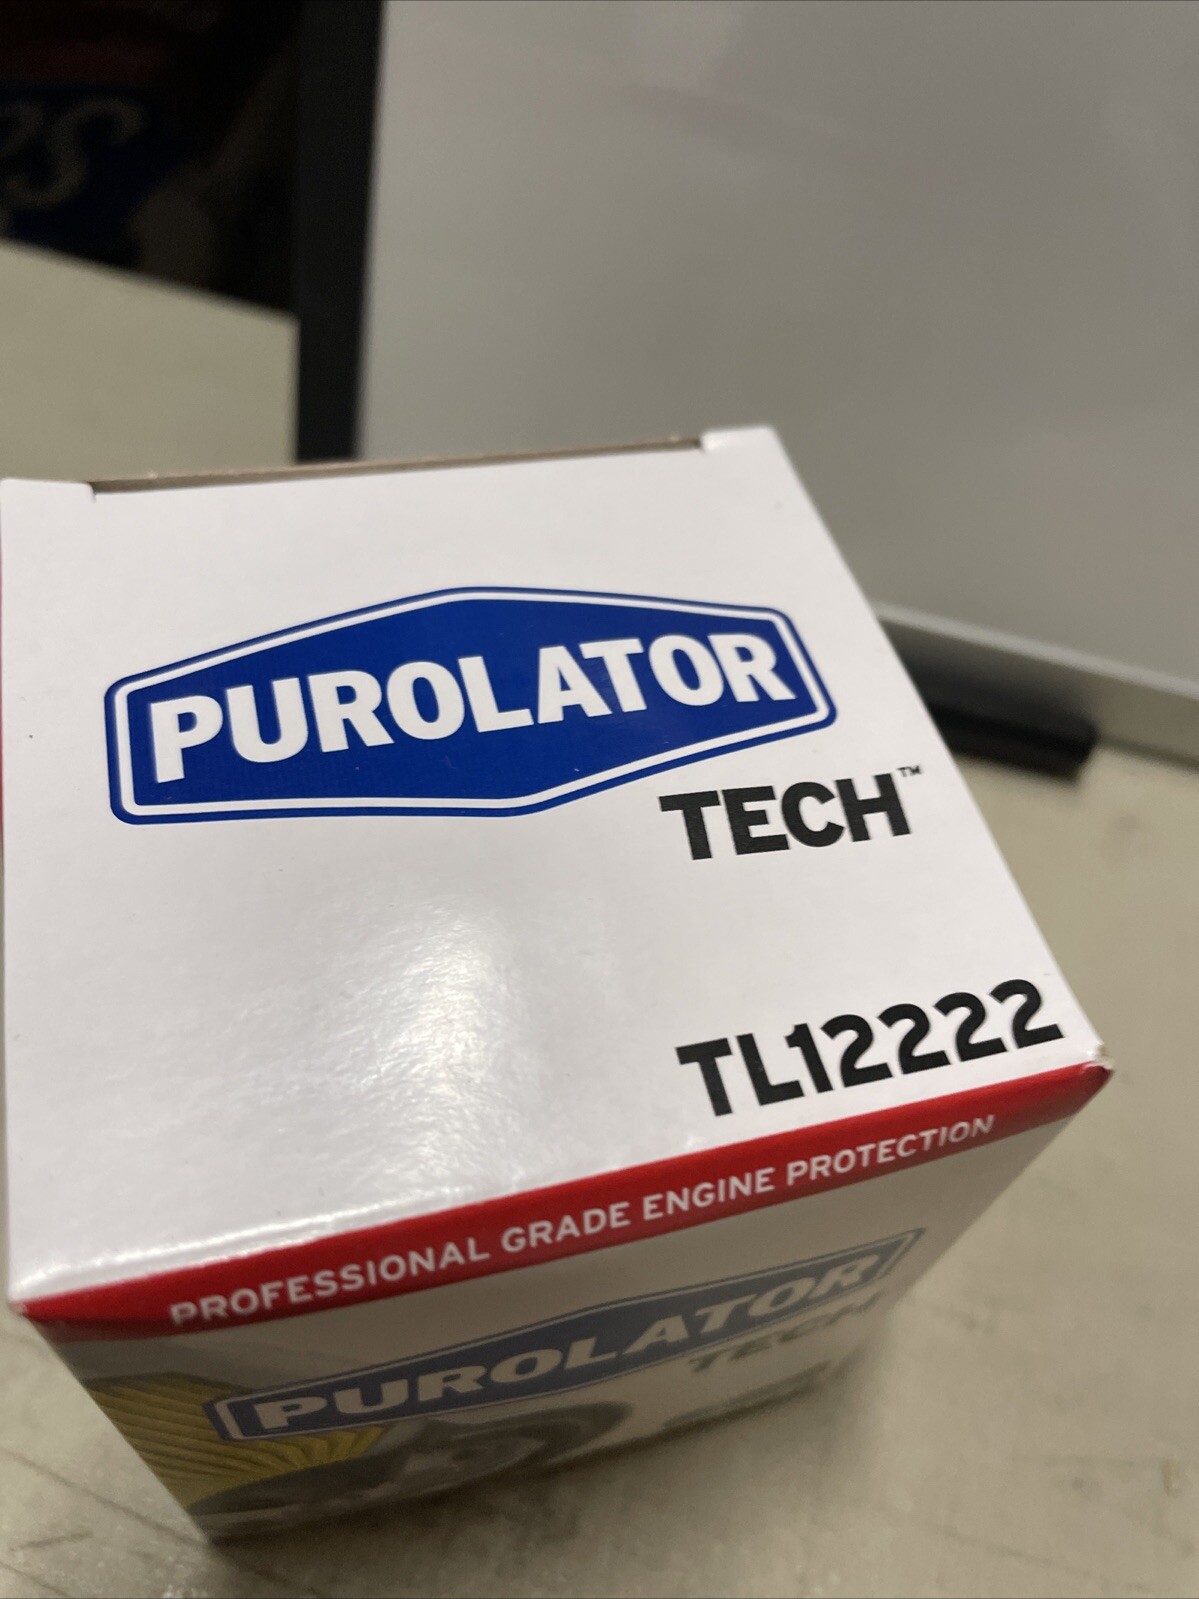 PUROLATOR
TECH™
TL12222
PROFESSIONAL GRADE ENGINE PROTECTION
PUROLATOR
TECH